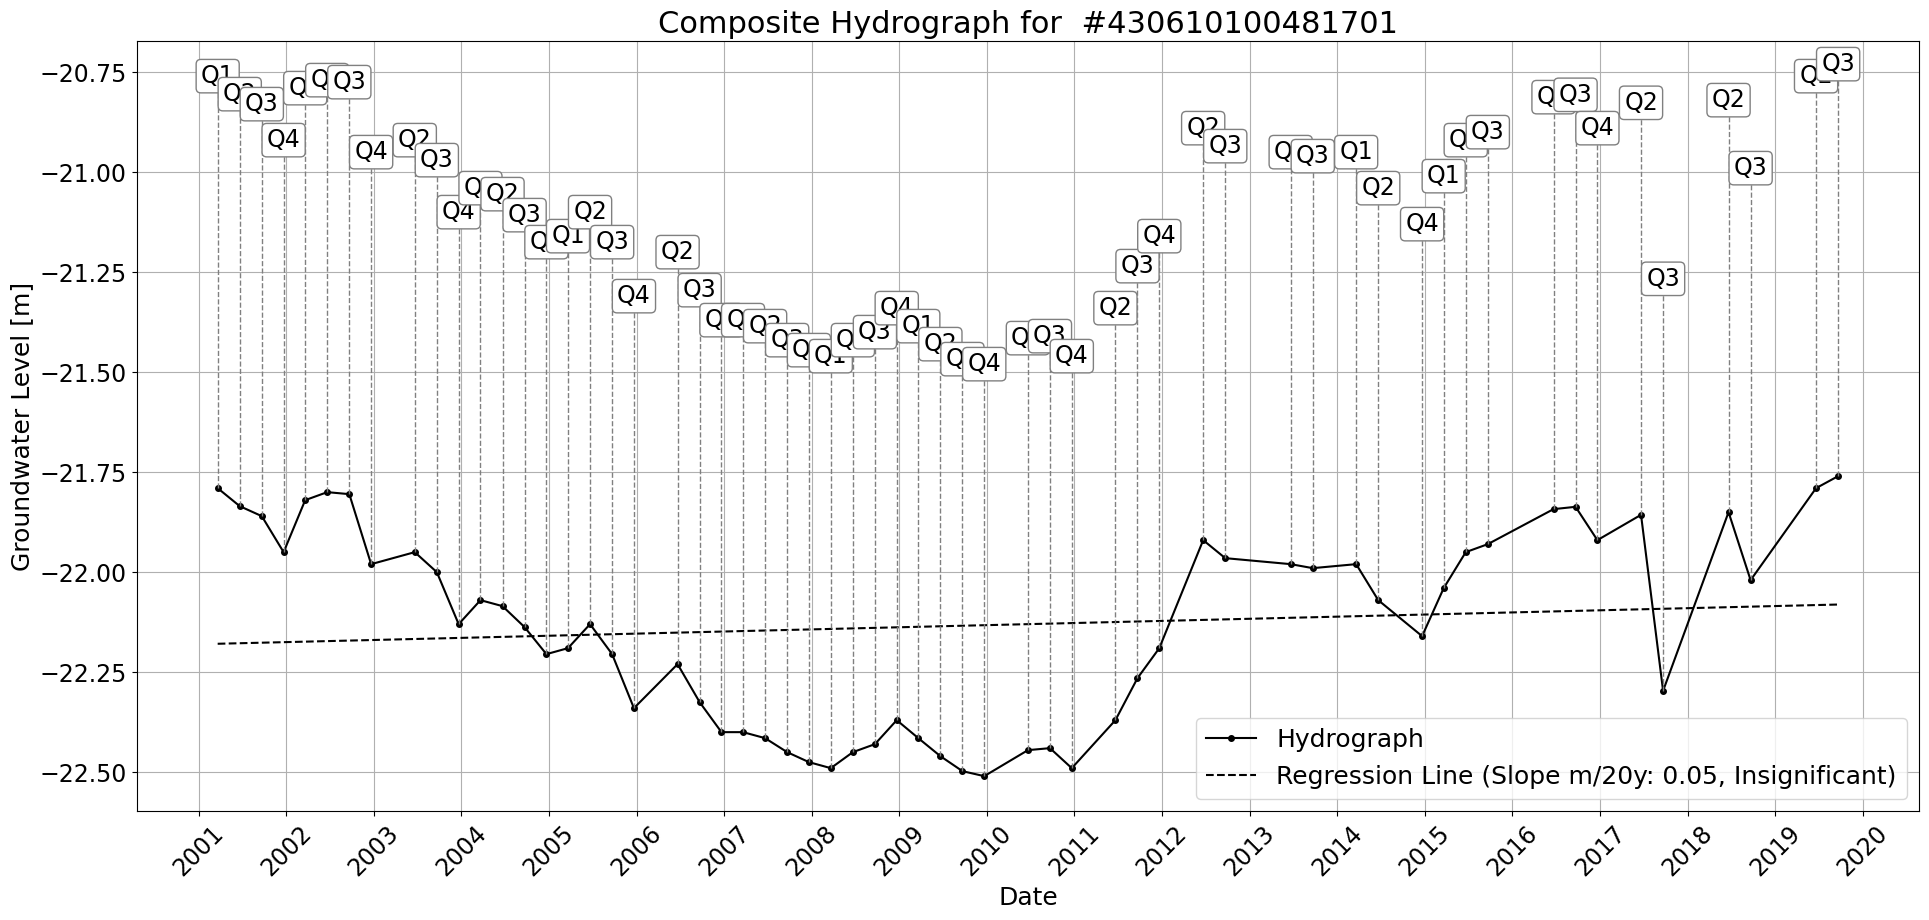 Composite Hydrograph for  #430610100481701
Groundwater Level [m]
−20.75
−21.00
−21.25
−21.50
−21.75
−22.00
−22.25
−22.50
Q1
Q3
Q4
Q3
Q4
Q2
Q3
Q4
Q2
Q3
Q1
Q2
Q3
Q4
Q2
Q3
Q3
Q4
Q1
Q4
Q3
Q4
Q2
Q3
Q4
Q2
Q3
Q3
Q1
Q2
Q4
Q1
Q3
Q3
Q4
Q2
Q3
Q2
Q3
Q3
Hydrograph
Regression Line (Slope m/20y: 0.05, Insignificant)
2001
2002
2003
2004
2005
2006
2007
2008
2009
2010
2011
2012
2013
2014
2015
2016
2017
2018
2019
2020
Date